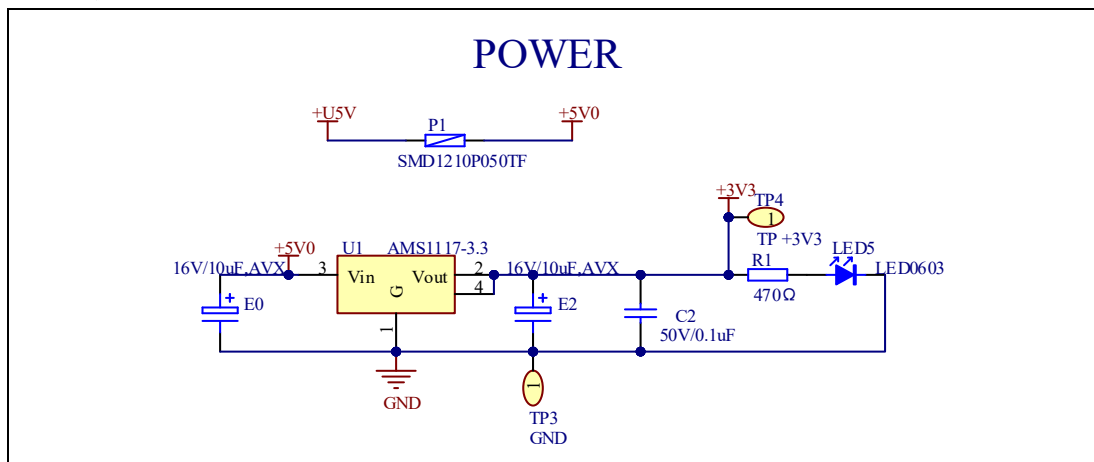 POWER
+U5V
P1
+5V0
SMD1210P050TF
+3V3
TP4
1
TP +3V3
+5V0
U1
AMS1117-3.3
16V/10uF,AVX
3
Vin
Vout
2
4
16V/10uF,AVX
R1
LED5
LED0603
470Ω
G
1
+
E0
+
E2
C2
50V/0.1uF
GND
1
TP3
GND